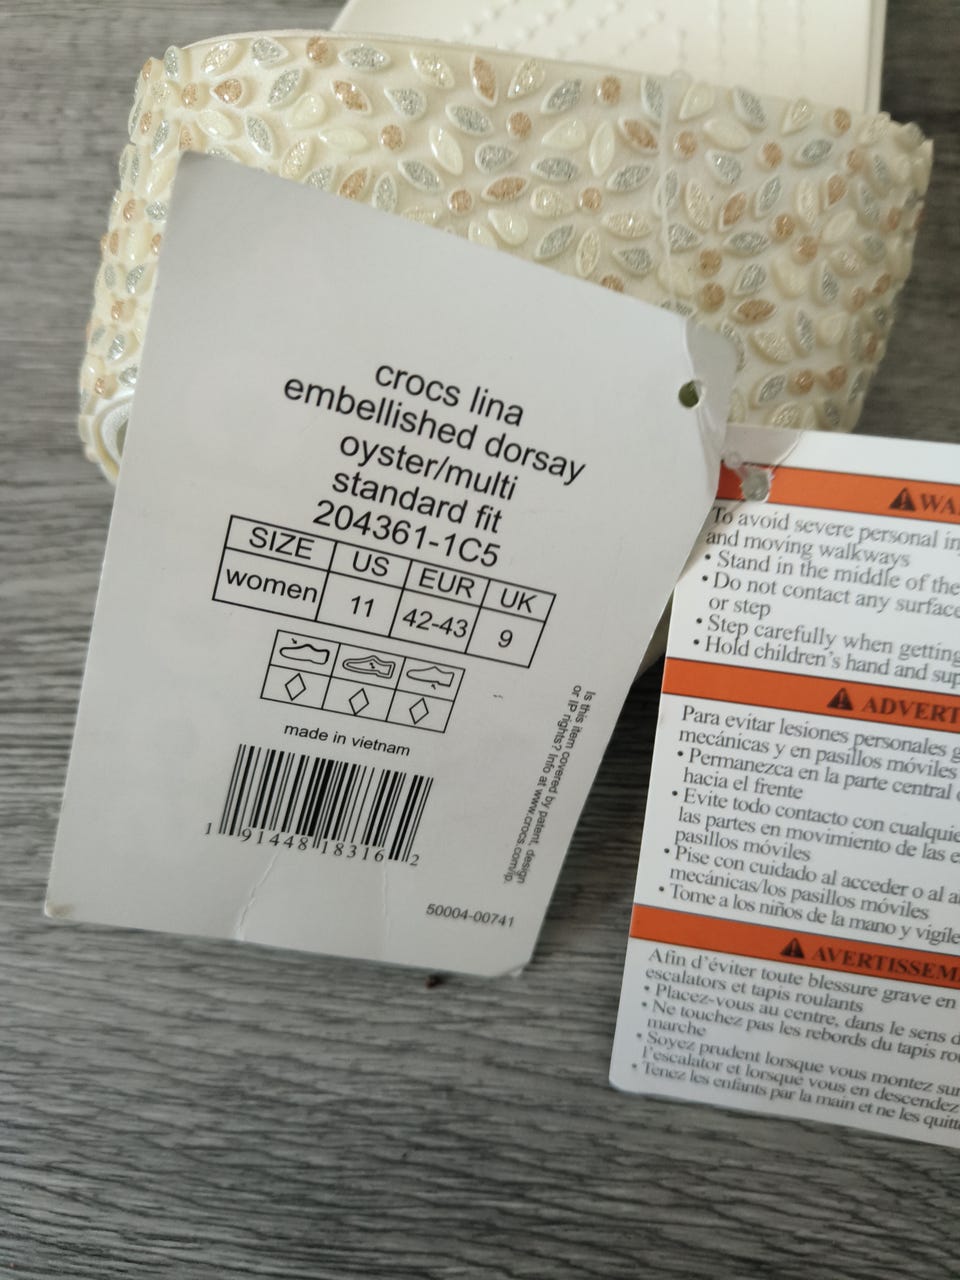 crocs lina
embellished dorsay
oyster/multi
standard fit
204361-1C5
SIZE US EUR UK
women 11 42-43 9
made in vietnam
1 91448 18316 2
Is this item covered by patent, design
or IP rights? Info at www.crocs.com/ip.
50004-00741
To avoid severe personal
and moving walkways
• Stand in the middle of the
• Do not contact any surface
or step
• Step carefully when getting
• Hold children's hand and
ADVERT
Para evitar lesiones personales
mecánicas y en pasillos móviles
• Permanezca en la parte central
hacia el frente
• Evite todo contacto con
las partes en movimiento de las
pasillos móviles
• Pise con cuidado al acceder o al
mecánicas/los pasillos móviles
• Tome a los niños de la mano y
AVERTISSEM
Afin d'éviter toute blessure grave en
escalators et tapis roulants
• Placez-vous au centre, dans le sens
• Ne touchez pas les rebords du tapis
marche
• Soyez prudent lorsque vous montez
l'escalator et lorsque vous en descendez
• Tenez les enfants par la main et ne les